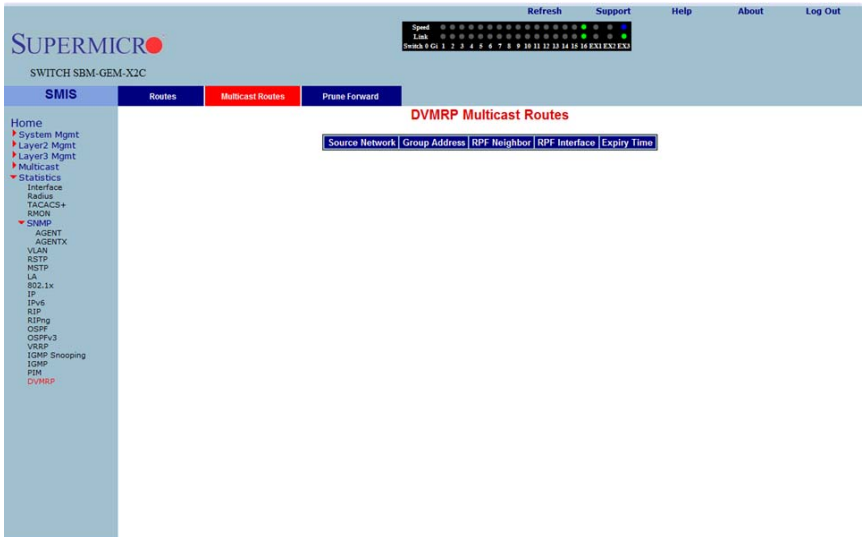 Refresh Support Help About Log Out
SUPERMICRO
SWITCH SBM-GEM-X2C
Speed
Link
Switch 0 Gi 1 2 3 4 5 6 7 8 9 10 11 12 13 14 15 16 EX1 EX2 EX3
SMIS
Routes Multicast Routes Prune Forward
Home
System Mgmt
Layer2 Mgmt
Layer3 Mgmt
Multicast
Statistics
Interface
Radius
TACACS+
RMON
SNMP
AGENT
AGENTX
VLAN
RSTP
MSTP
LA
802.1x
IP
IPv6
RIP
RIPng
OSPF
OSPFv3
VRRP
IGMP Snooping
IGMP
PIM
DVMRP
DVMRP Multicast Routes
Source Network Group Address RPF Neighbor RPF Interface Expiry Time